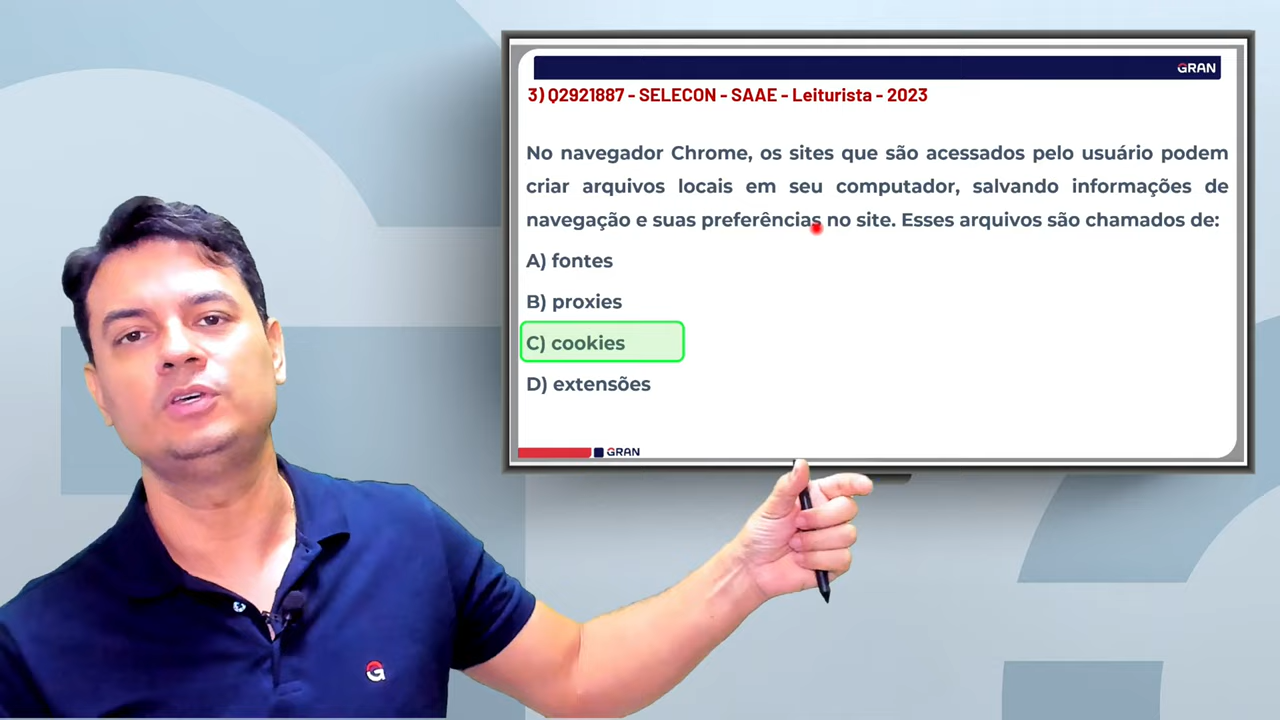 GRAN
3) Q2921887 - SELECON - SAAE - Leiturista - 2023
No navegador Chrome, os sites que são acessados pelo usuário podem
criar arquivos locais em seu computador, salvando informações de
navegação e suas preferências no site. Esses arquivos são chamados de:
A) fontes
B) proxies
C) cookies
D) extensões
GRAN
G